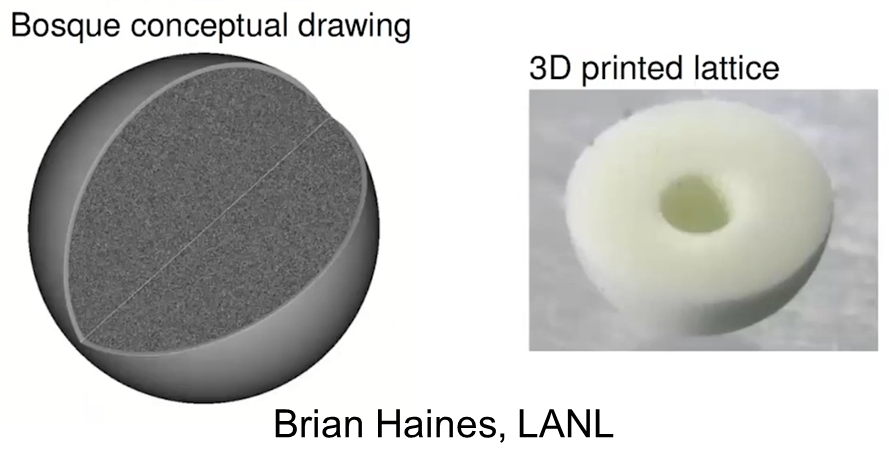 Bosque conceptual drawing
3D printed lattice
Brian Haines, LANL